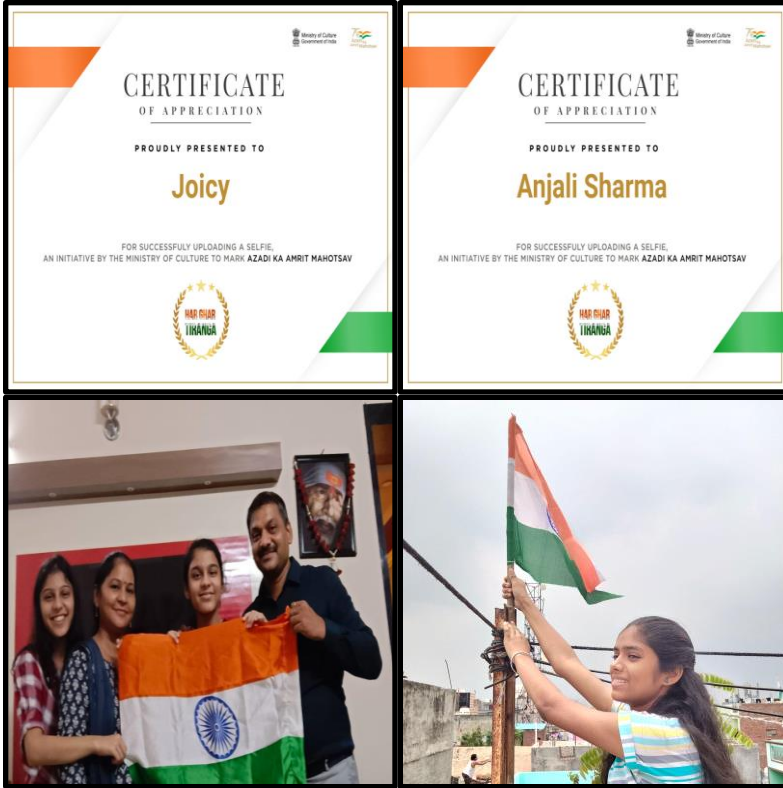 Ministry of Culture
Government of India
CERTIFICATE
OF APPRECIATION
PROUDLY PRESENTED TO
Joicy
FOR SUCCESSFULY UPLOADING A SELFIE,
AN INITIATIVE BY THE MINISTRY OF CULTURE TO MARK AZADI KA AMRIT MAHOTSAV
HAR GHAR
TIRANGA
Ministry of Culture
Government of India
CERTIFICATE
OF APPRECIATION
PROUDLY PRESENTED TO
Anjali Sharma
FOR SUCCESSFULY UPLOADING A SELFIE,
AN INITIATIVE BY THE MINISTRY OF CULTURE TO MARK AZADI KA AMRIT MAHOTSAV
HAR GHAR
TIRANGA